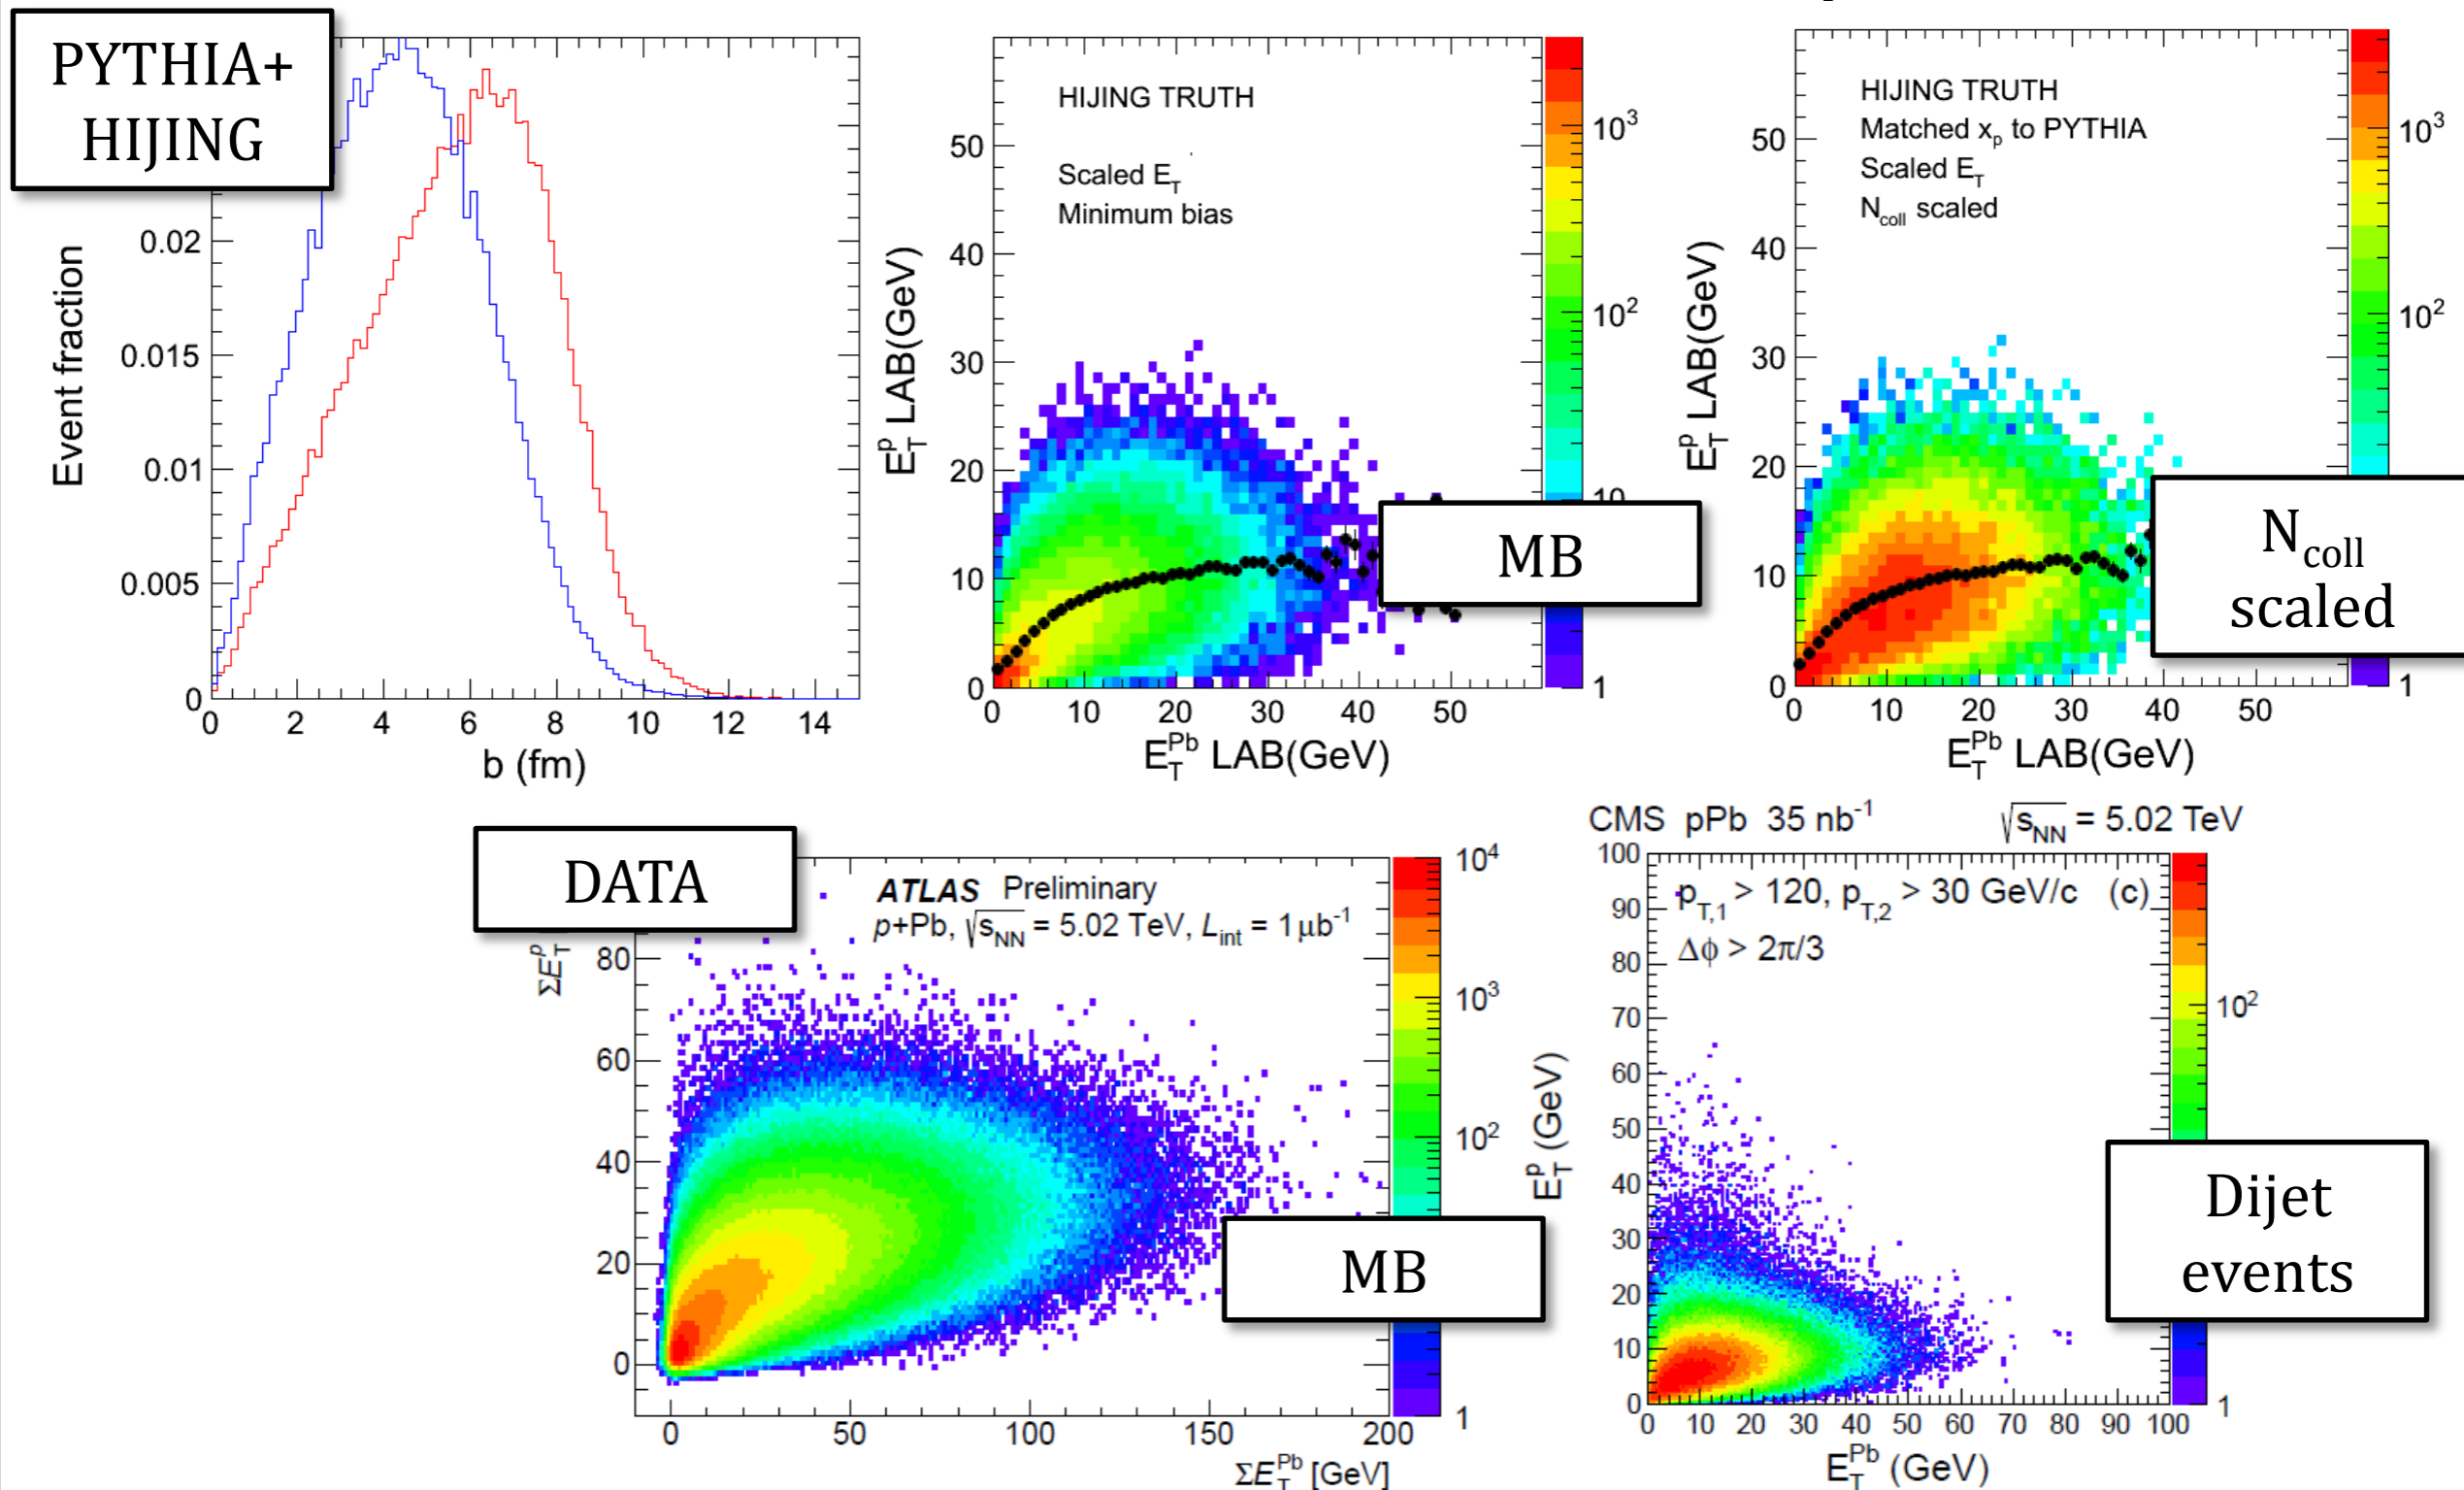 PYTHIA+
HIJING
0.02
0.015
0.01
0.005
0
Event fraction
0 2 4 6 8 10 12 14
b (fm)
HIJING TRUTH
Scaled E_T
Minimum bias
50
40
30
20
10
0
E_T^p LAB(GeV)
0 10 20 30 40 50
E_T^Pb LAB(GeV)
10^3
10^2
1
MB
HIJING TRUTH
Matched x_p to PYTHIA
Scaled E_T
N_coll scaled
50
40
30
20
10
0
E_T^p LAB(GeV)
0 10 20 30 40 50
E_T^Pb LAB(GeV)
10^3
10^2
1
N_coll
scaled
DATA
ATLAS Preliminary
p+Pb, √s_NN = 5.02 TeV, L_int = 1 μb^-1
ΣE_T^p
80
60
40
20
0
0 50 100 150 200
ΣE_T^Pb [GeV]
10^4
10^3
10^2
1
MB
CMS pPb 35 nb^-1 √s_NN = 5.02 TeV
p_T,1 > 120, p_T,2 > 30 GeV/c (c)
Δϕ > 2π/3
100
90
80
70
60
50
40
30
20
10
0
E_T^p (GeV)
0 10 20 30 40 50 60 70 80 90 100
E_T^Pb (GeV)
10^2
1
Dijet
events